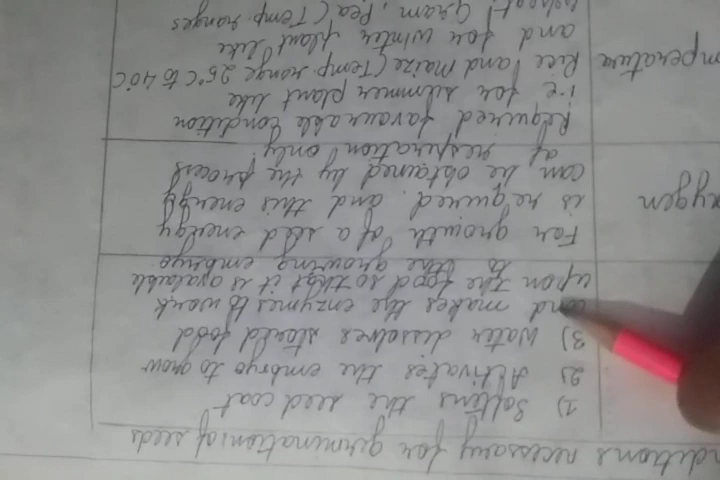 nditions necessary for germination of seeds
1) Softens the seed coat
2) Activates the embryo to grow
3) Water dissolves stored food
and makes the enzymes to work
upon the food so that it is available
to the growing embryo
xygen
For growth of a seed energy
is required and this energy
can be obtained by the process
of respiration only
mperature
Required favourable condition
i.e for summer plant like
Rice and maize (Temp. range 25°C to 40°C
and for winter plant like
Gram, Pea (Temp. ranges